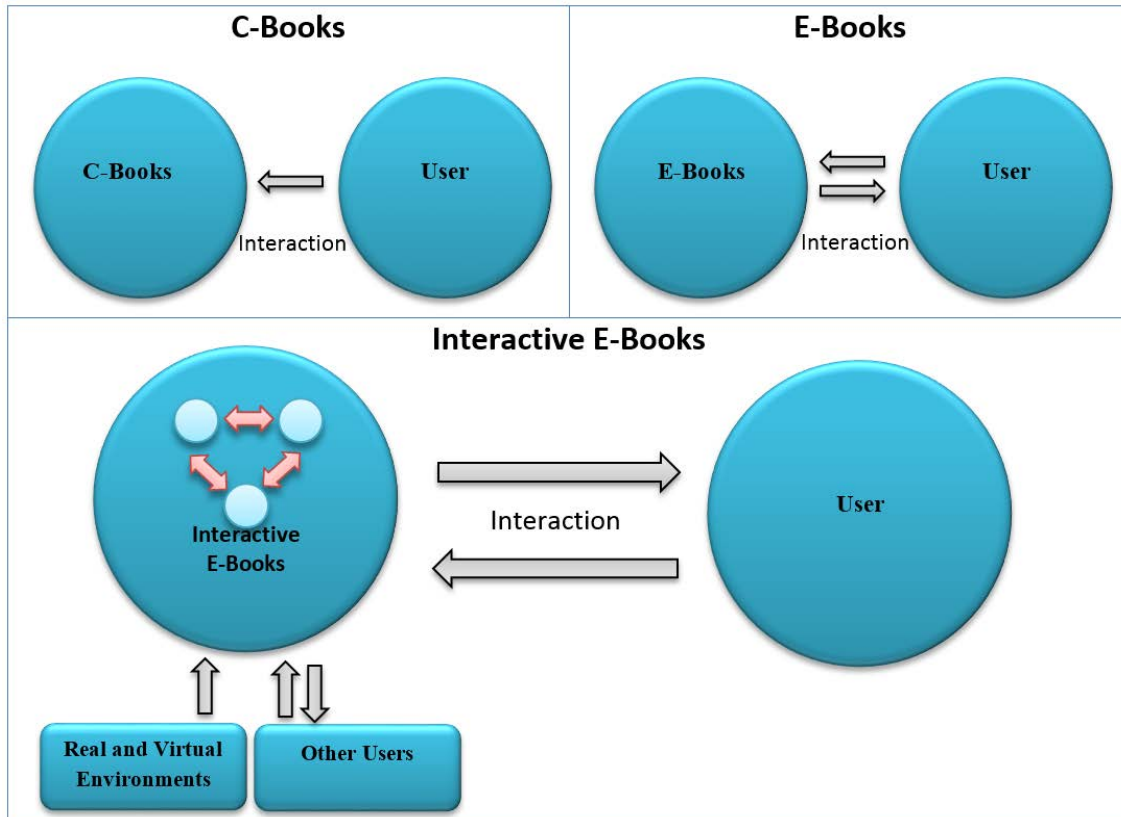 C-Books
C-Books
User
Interaction
E-Books
E-Books
User
Interaction
Interactive E-Books
Interactive
E-Books
Interaction
User
Real and Virtual
Environments
Other Users